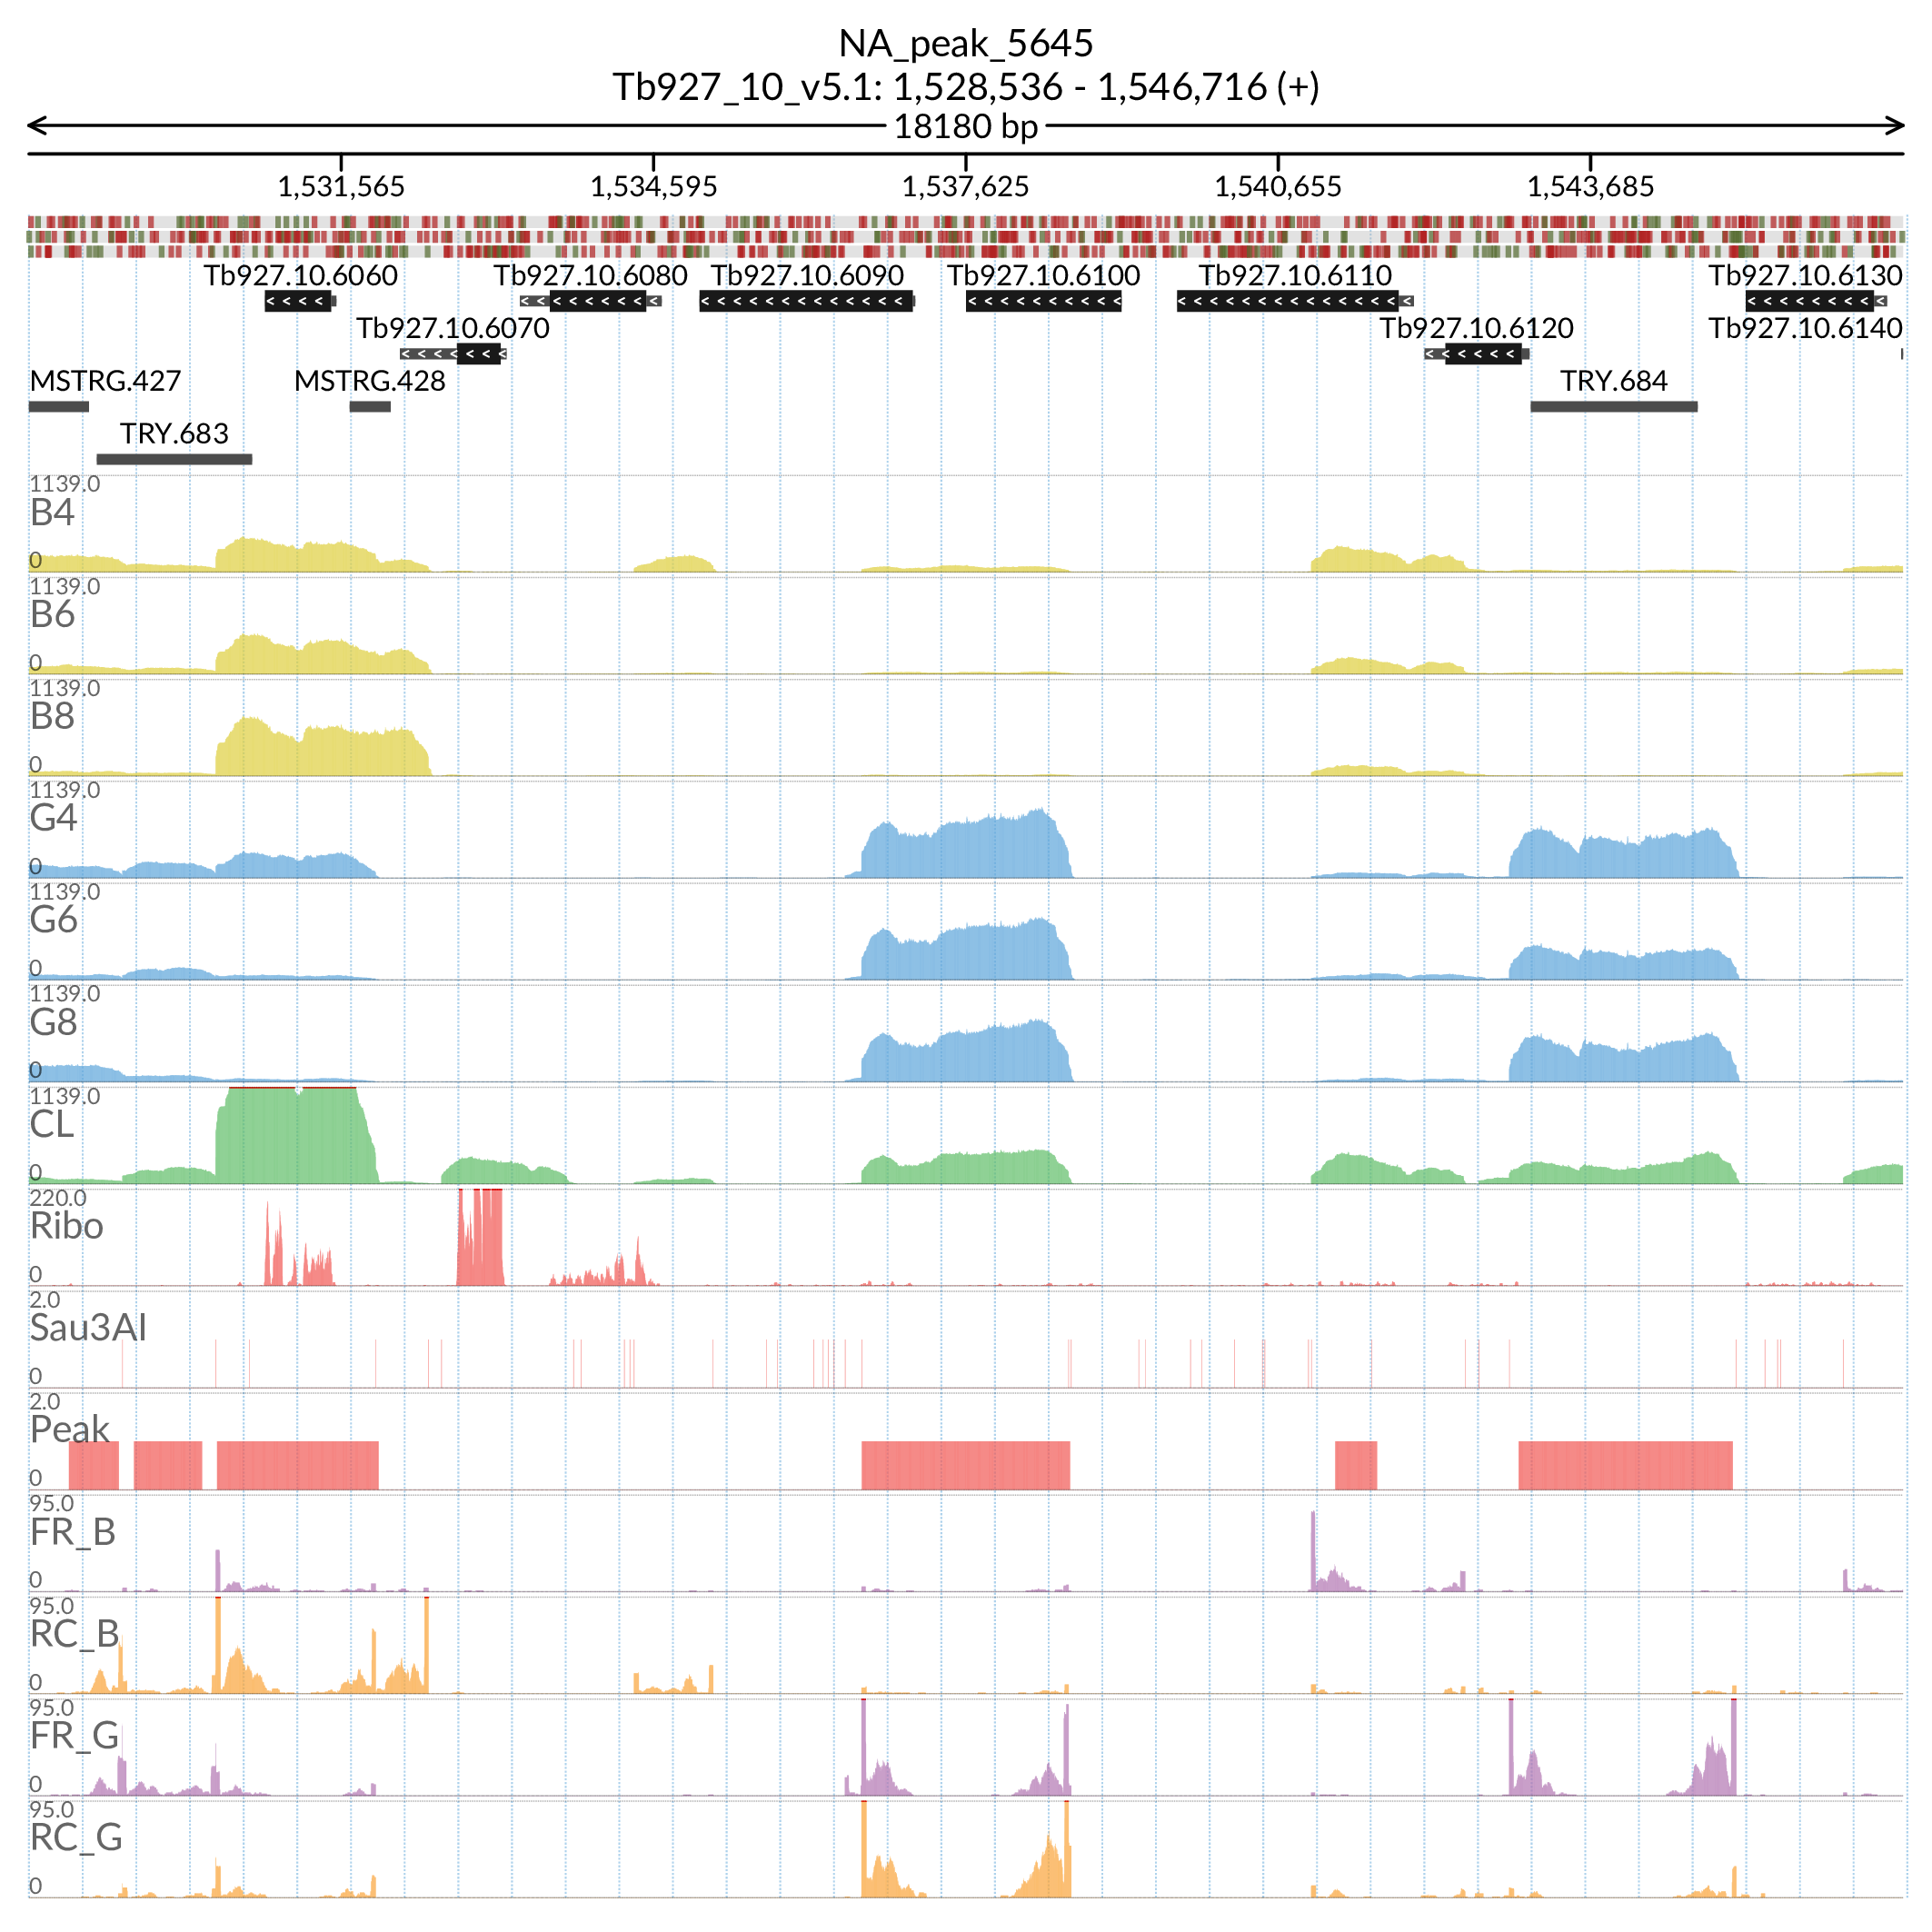 NA_peak_5645
Tb927_10_v5.1: 1,528,536 - 1,546,716 (+)
18180 bp
1,531,565 1,534,595 1,537,625 1,540,655 1,543,685
Tb927.10.6060 Tb927.10.6080 Tb927.10.6090 Tb927.10.6100 Tb927.10.6110 Tb927.10.6130
Tb927.10.6070 Tb927.10.6120 Tb927.10.6140
MSTRG.427 MSTRG.428 TRY.684
TRY.683
1139.0
B4
0
1139.0
B6
0
1139.0
B8
0
1139.0
G4
0
1139.0
G6
0
1139.0
G8
0
1139.0
CL
0
220.0
Ribo
0
2.0
Sau3AI
0
2.0
Peak
0
95.0
FR_B
0
95.0
RC_B
0
95.0
FR_G
0
95.0
RC_G
0